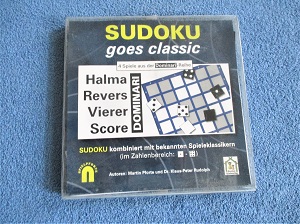 SUDOKU
goes classic
4 Spiele aus der Dominari-Reihe
Halma
Revers
Vierer
Score
DOMINARI
SUDOKU kombiniert mit bekannten Spieleklassikern
(im Zahlenbereich: -
Autoren: Martin Pforte und Dr. Klaus-Peter Rudolph